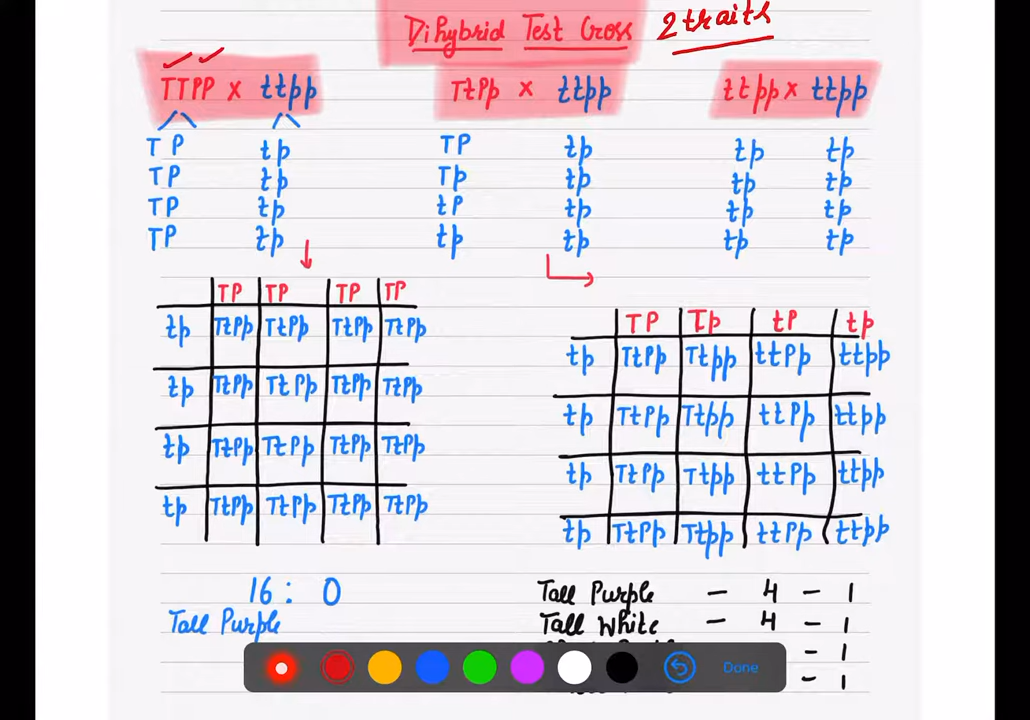 Dihybrid Test Cross 2 traits
TTPP x ttpp
TtPp x ttpp
ttpp x ttpp
TP tp
TP tp
TP tp
TP tp
TP tp
Tp tp
tP tp
tp tp
tp tp
tp tp
tp tp
tp tp
TP TP TP TP
tp TtPp TtPp TtPp TtPp
tp TtPp TtPp TtPp TtPp
tp TtPp TtPp TtPp TtPp
tp TtPp TtPp TtPp TtPp
16 : 0
Tall Purple
TP Tp tP tp
tp TtPp Ttpp ttPp ttpp
tp TtPp Ttpp ttPp ttpp
tp TtPp Ttpp ttPp ttpp
tp TtPp Ttpp ttPp ttpp
Tall Purple - 4 - 1
Tall White - 4 - 1
- 1
- 1
Done